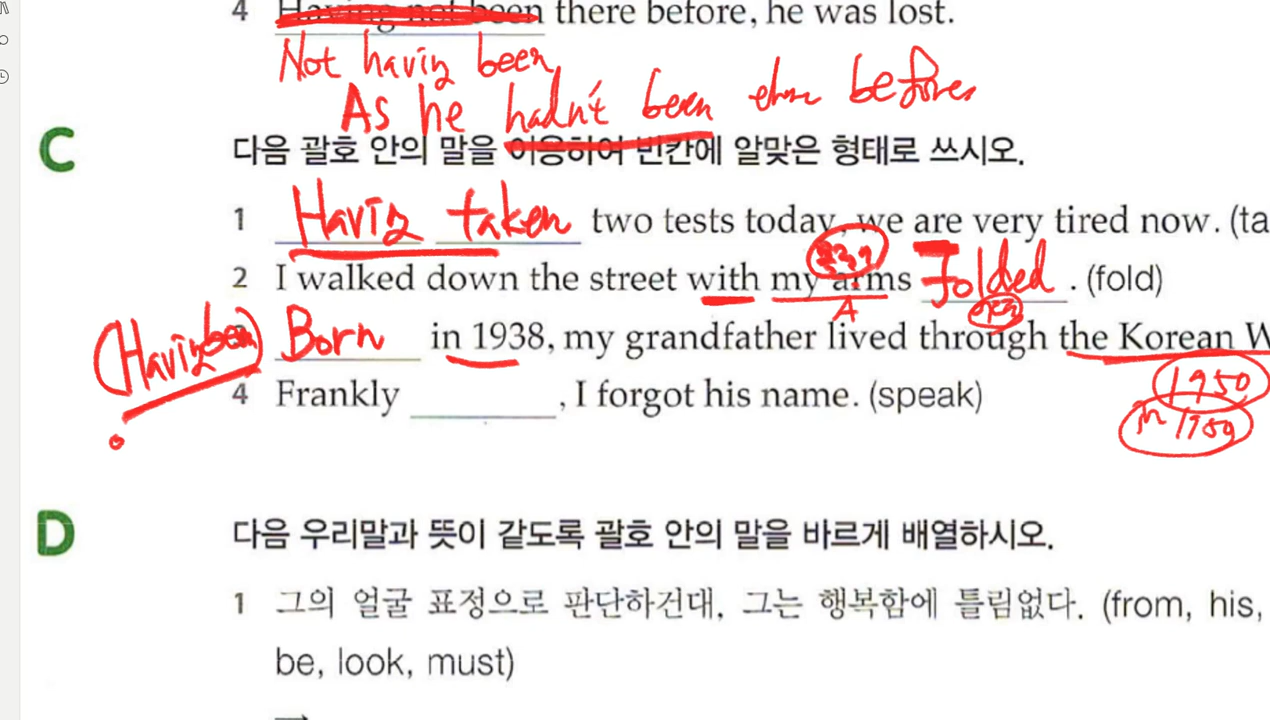 4 Having not been there before, he was lost.
Not having been
As he hadn't been there before
C 다음 괄호 안의 말을 이용하여 빈칸에 알맞은 형태로 쓰시오.
1 Having taken two tests today, we are very tired now. (ta
2 I walked down the street with my arms Folded . (fold)
A
(Having been) Born in 1938, my grandfather lived through the Korean W
1950
in 1950
4 Frankly , I forgot his name. (speak)
D 다음 우리말과 뜻이 같도록 괄호 안의 말을 바르게 배열하시오.
1 그의 얼굴 표정으로 판단하건대, 그는 행복함에 틀림없다. (from, his,
be, look, must)